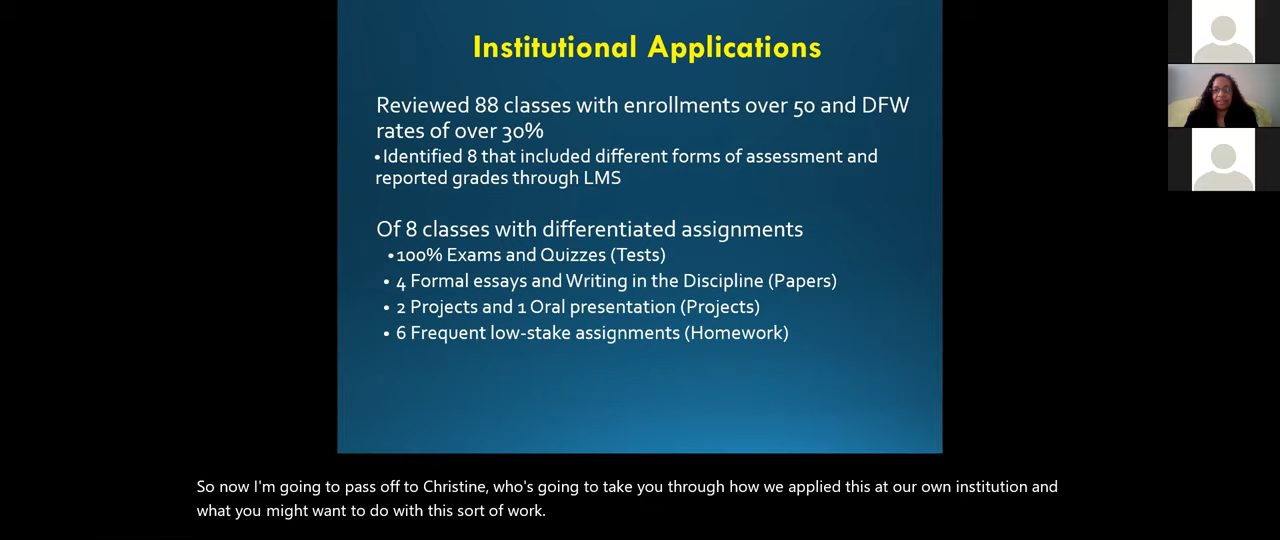 Institutional Applications
Reviewed 88 classes with enrollments over 50 and DFW
rates of over 30%
•Identified 8 that included different forms of assessment and
reported grades through LMS
Of 8 classes with differentiated assignments
•100% Exams and Quizzes (Tests)
• 4 Formal essays and Writing in the Discipline (Papers)
• 2 Projects and 1 Oral presentation (Projects)
• 6 Frequent low-stake assignments (Homework)
So now I'm going to pass off to Christine, who's going to take you through how we applied this at our own institution and
what you might want to do with this sort of work.